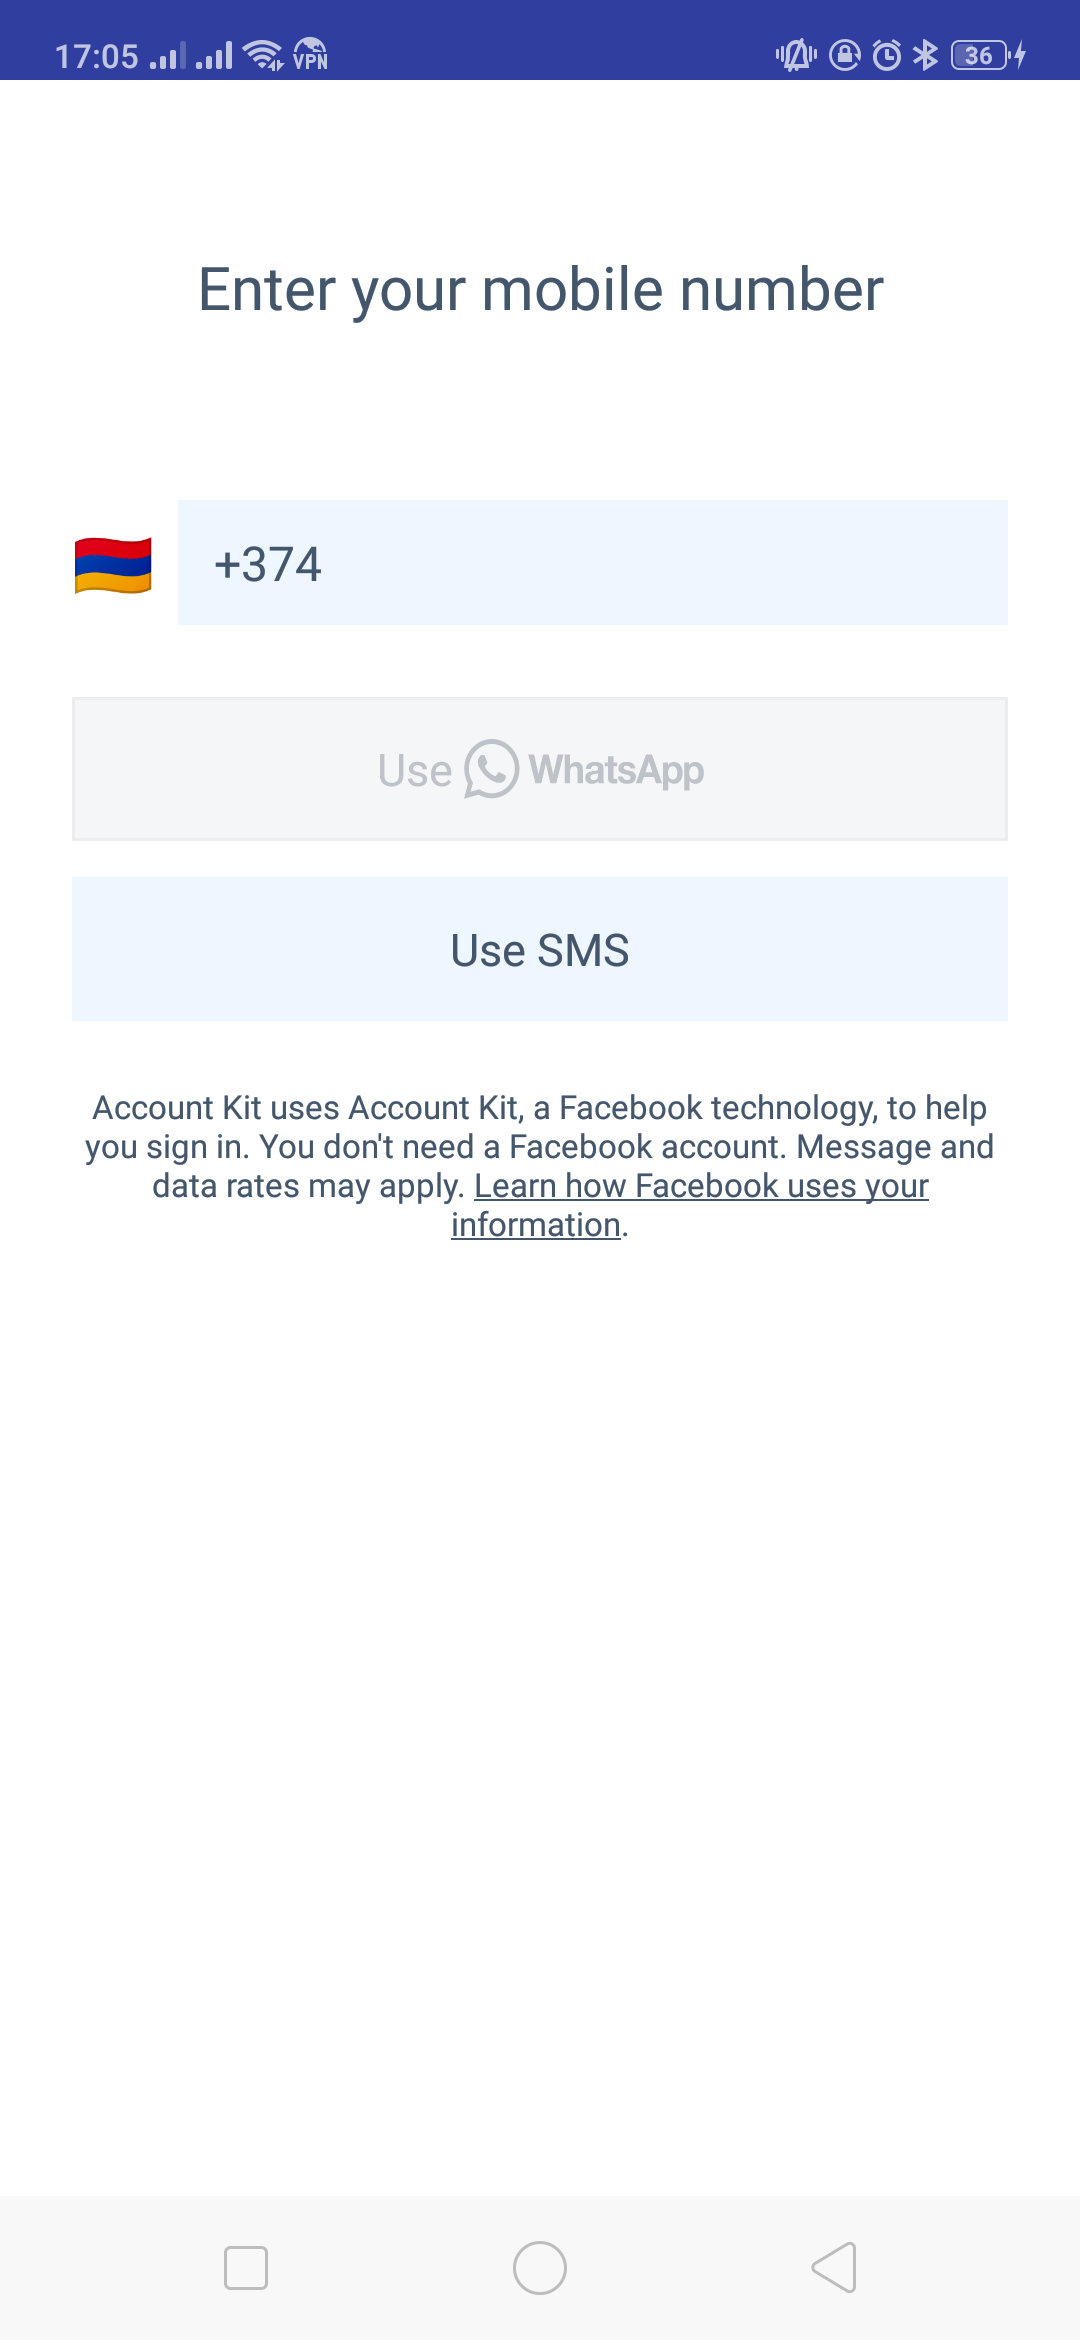 17:05 VPN 36
Enter your mobile number
+374
Use WhatsApp
Use SMS
Account Kit uses Account Kit, a Facebook technology, to help
you sign in. You don't need a Facebook account. Message and
data rates may apply. Learn how Facebook uses your
information.